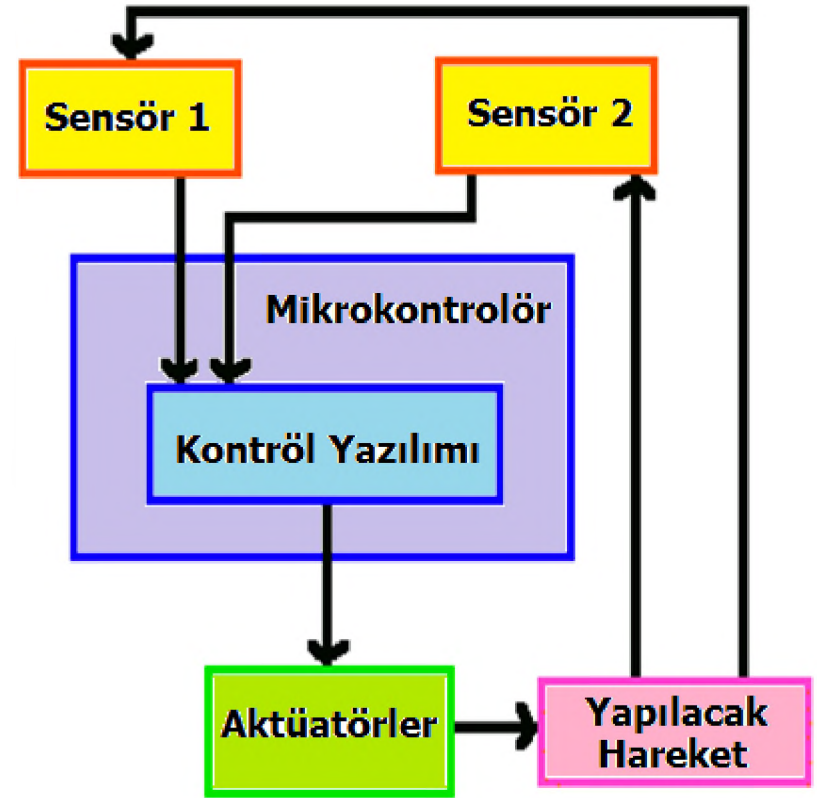 Sensör 1
Sensör 2
Mikrokontrolör
Kontröl Yazılımı
Aktüatörler
Yapılacak
Hareket